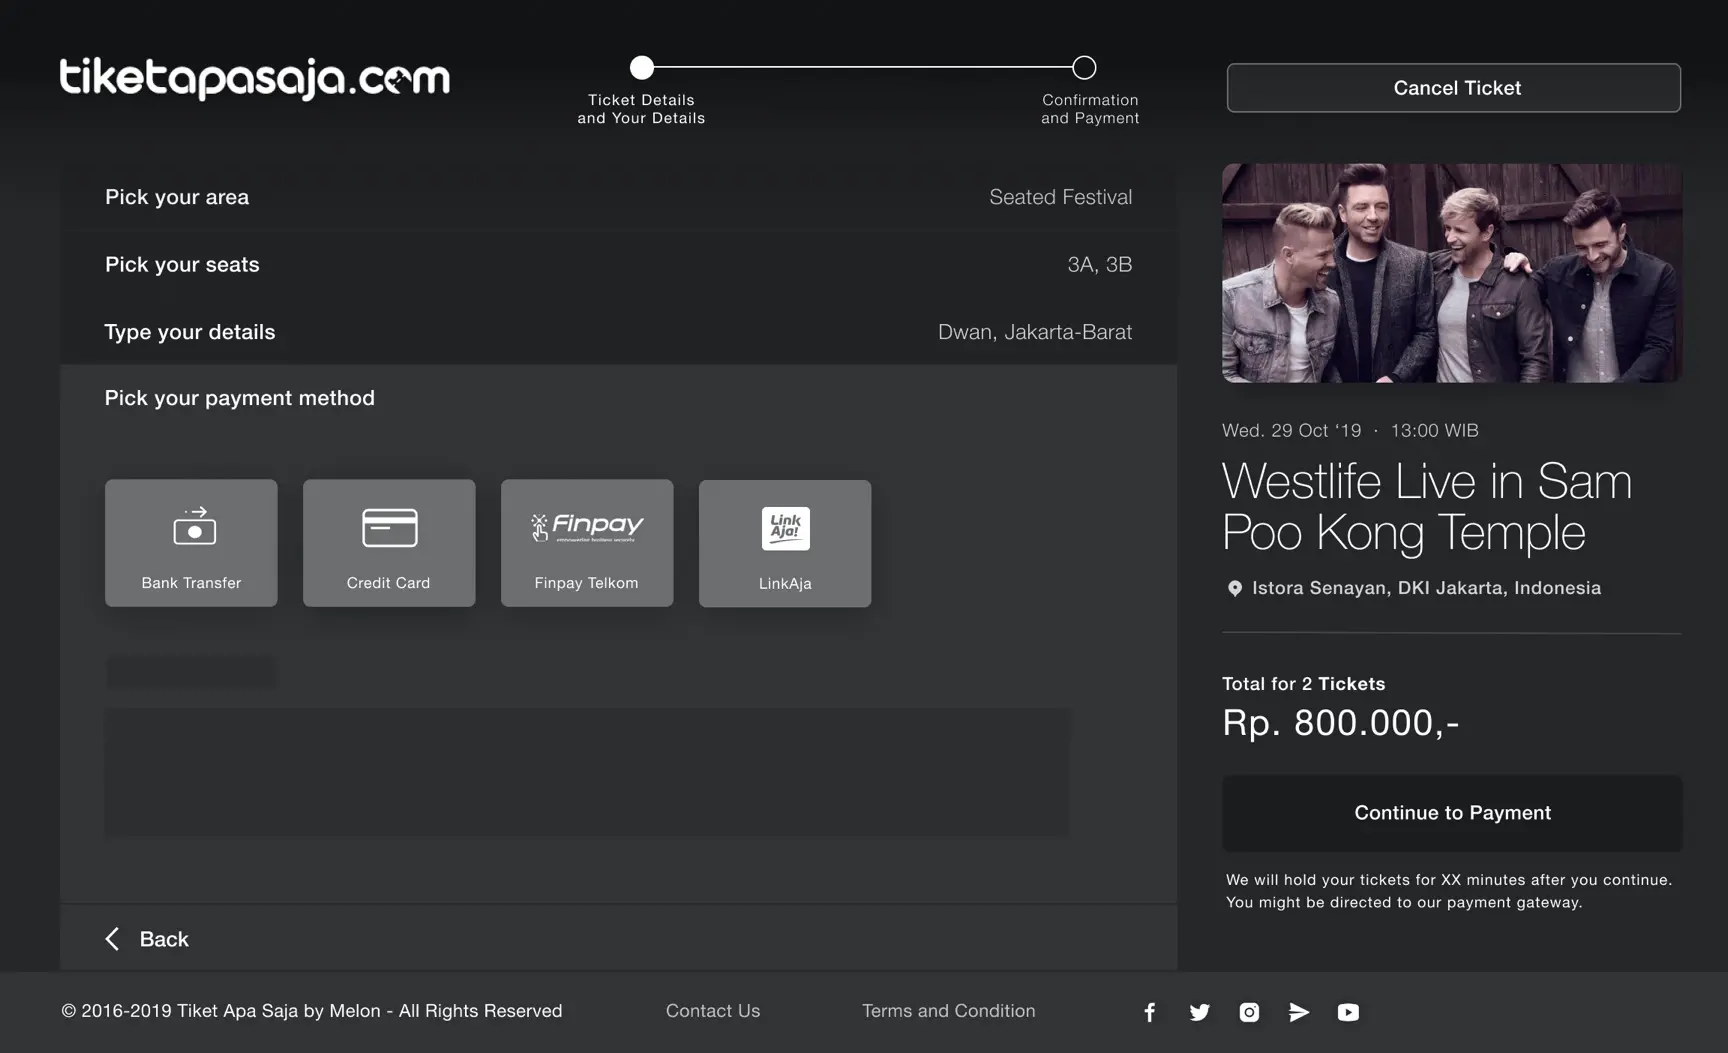 tiketapasaja.com
Ticket Details
and Your Details
Confirmation
and Payment
Cancel Ticket
Pick your area
Seated Festival
Pick your seats
3A, 3B
Type your details
Dwan, Jakarta-Barat
Pick your payment method
Bank Transfer
Credit Card
Finpay
Finpay Telkom
Link
Aja!
LinkAja
Back
Wed. 29 Oct ‘19 · 13:00 WIB
Westlife Live in Sam
Poo Kong Temple
Istora Senayan, DKI Jakarta, Indonesia
Total for 2 Tickets
Rp. 800.000,-
Continue to Payment
We will hold your tickets for XX minutes after you continue.
You might be directed to our payment gateway.
© 2016-2019 Tiket Apa Saja by Melon - All Rights Reserved
Contact Us
Terms and Condition